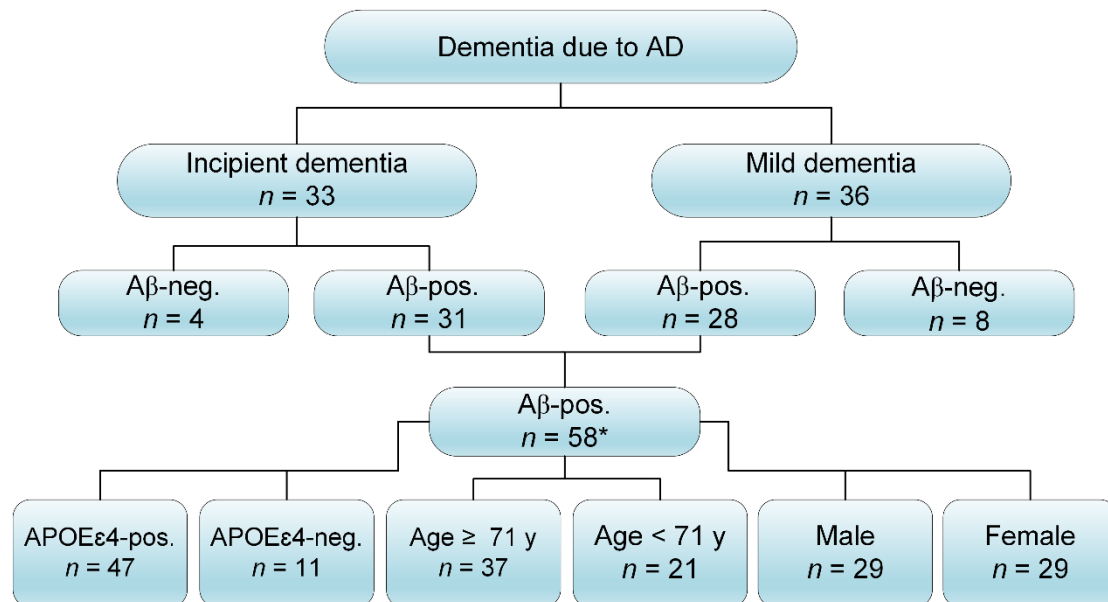 Dementia due to AD
Incipient dementia
n = 33
Mild dementia
n = 36
Aβ-neg.
n = 4
Aβ-pos.
n = 31
Aβ-pos.
n = 28
Aβ-neg.
n = 8
Aβ-pos.
n = 58*
APOEε4-pos.
n = 47
APOEε4-neg.
n = 11
Age ≥ 71 y
n = 37
Age < 71 y
n = 21
Male
n = 29
Female
n = 29